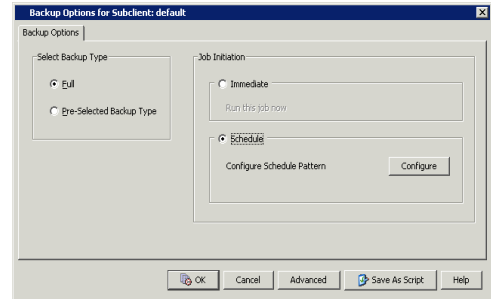 Backup Options for Subclient: default
Backup Options
Select Backup Type
Full
Pre-Selected Backup Type
Job Initiation
Immediate
Run this job now
Schedule
Configure Schedule Pattern
Configure
OK
Cancel
Advanced
Save As Script
Help